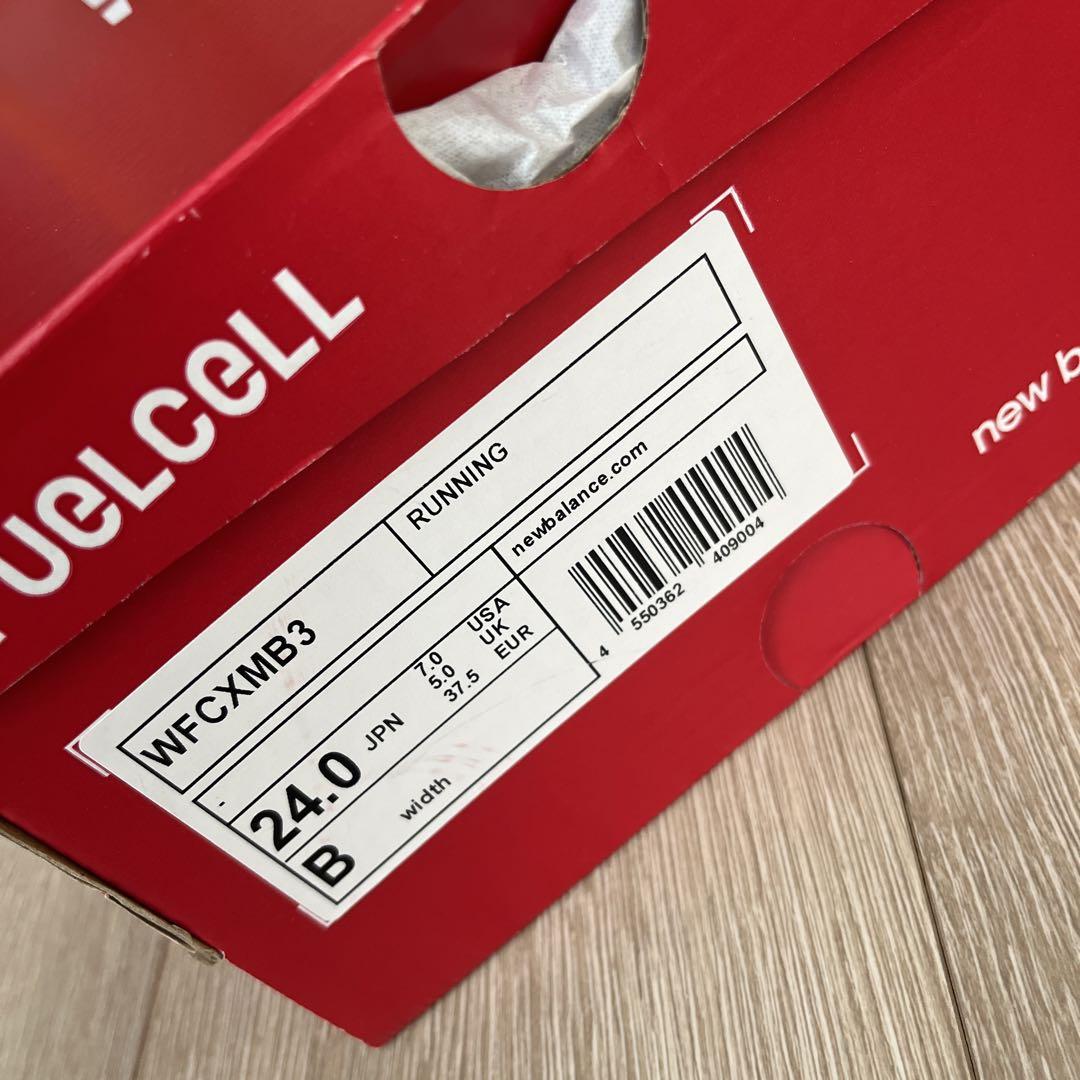 FUELCELL
new b
WFCXMB3
RUNNING
newbalance.com
-
24.0 JPN
7.0 USA
5.0 UK
37.5 EUR
B width
4 550362 409004